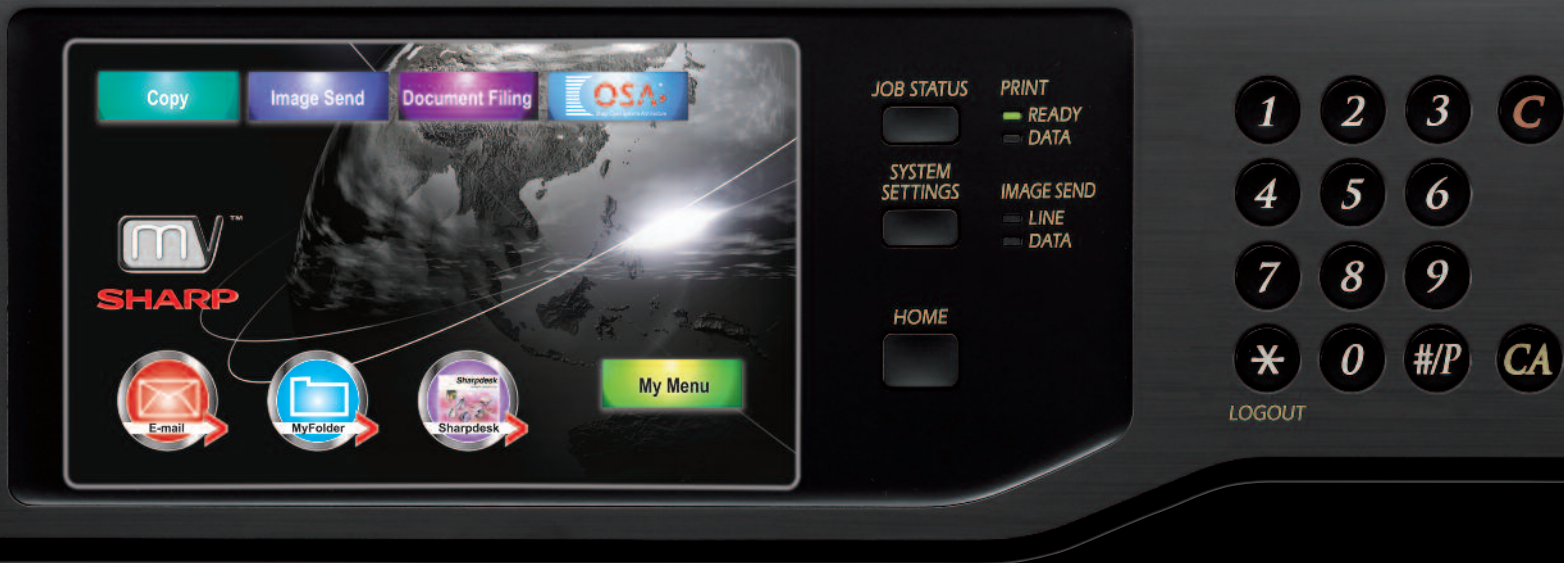 Copy
Image Send
Document Filing
OSA
my™
SHARP
E-mail
MyFolder
Sharpdesk
Sharpdesk
My Menu
JOB STATUS
SYSTEM
SETTINGS
HOME
PRINT
READY
DATA
IMAGE SEND
LINE
DATA
1 2 3 C
4 5 6
7 8 9
* 0 #/P CA
LOGOUT